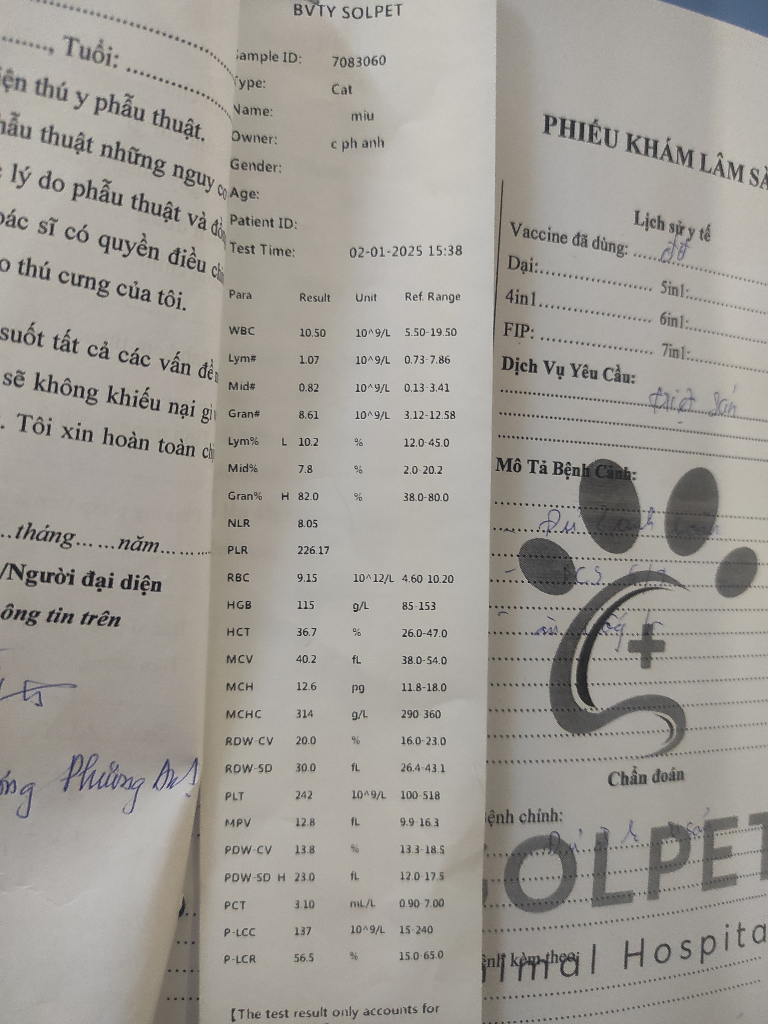 ......, Tuổi: ..................
iện thú y phẫu thuật.
hẫu thuật những nguy cơ
lý do phẫu thuật và
bác sĩ có quyền điều
o thú cưng của tôi.
suốt tất cả các vấn đề
sẽ không khiếu nại gì
. Tôi xin hoàn toàn
...tháng......năm.........
/Người đại diện
ông tin trên
Phương
BVTY SOLPET
ample ID: 7083060
ype: Cat
Name: miu
Owner: c ph anh
Gender:
Age:
Patient ID:
Test Time: 02-01-2025 15:38
Para Result Unit Ref. Range
WBC 10.50 10^9/L 5.50-19.50
Lym# 1.07 10^9/L 0.73-7.86
Mid# 0.82 10^9/L 0.13-3.41
Gran# 8.61 10^9/L 3.12-12.58
Lym% L 10.2 % 12.0-45.0
Mid% 7.8 % 2.0-20.2
Gran% H 82.0 % 38.0-80.0
NLR 8.05
PLR 226.17
RBC 9.15 10^12/L 4.60-10.20
HGB 115 g/L 85-153
HCT 36.7 % 26.0-47.0
MCV 40.2 fL 38.0-54.0
MCH 12.6 pg 11.8-18.0
MCHC 314 g/L 290-360
RDW-CV 20.0 % 16.0-23.0
RDW-SD 30.0 fL 26.4-43.1
PLT 242 10^9/L 100-518
MPV 12.8 fL 9.9-16.3
PDW-CV 13.8 % 13.3-18.5
PDW-SD H 23.0 fL 12.0-17.5
PCT 3.10 mL/L 0.90-7.00
P-LCC 137 10^9/L 15-240
P-LCR 56.5 % 15.0-65.0
[The test result only accounts for
PHIẾU KHÁM LÂM SÀ
Lịch sử y tế
Vaccine đã dùng: .....
Dại:............... 5in1:
4in1............... 6in1:
FIP: ............... 7in1:
Dịch Vụ Yêu Cầu:
triệt sản
Mô Tả Bệnh Cảnh:
Chẩn đoán
ệnh chính:
SOLPET
ệnh kèm theo:
nimal Hospita